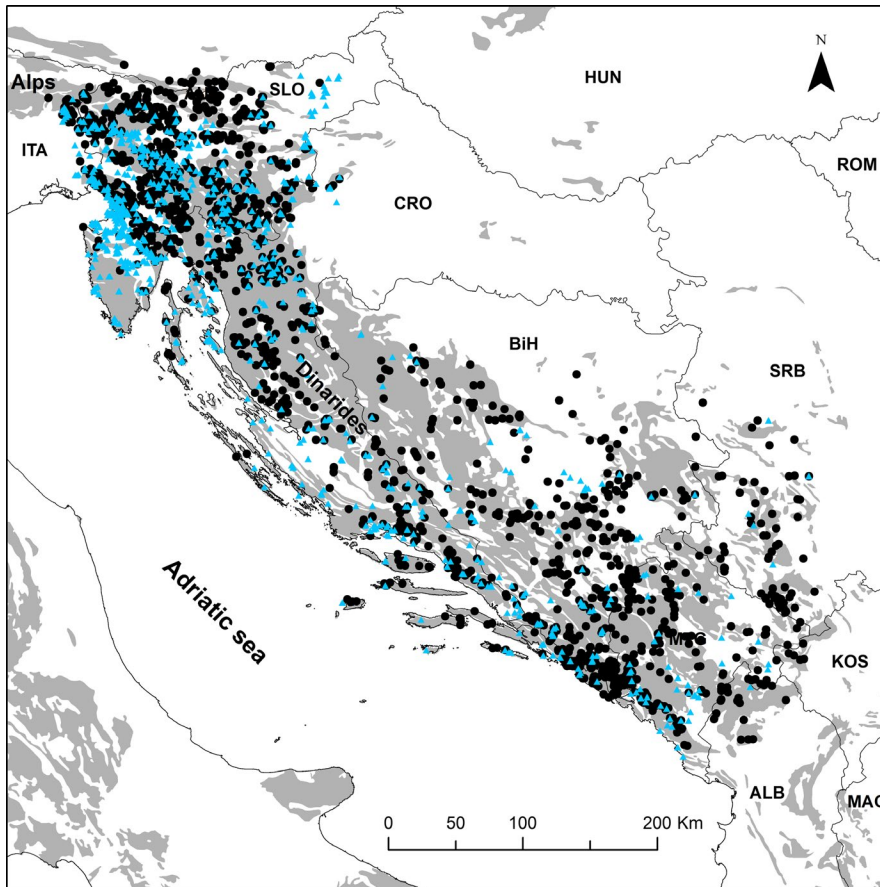 N
HUN
Alps
SLO
ITA
ROM
CRO
BiH
SRB
Dinarides
Adriatic sea
MTG
KOS
ALB
MAC
0 50 100 200 Km